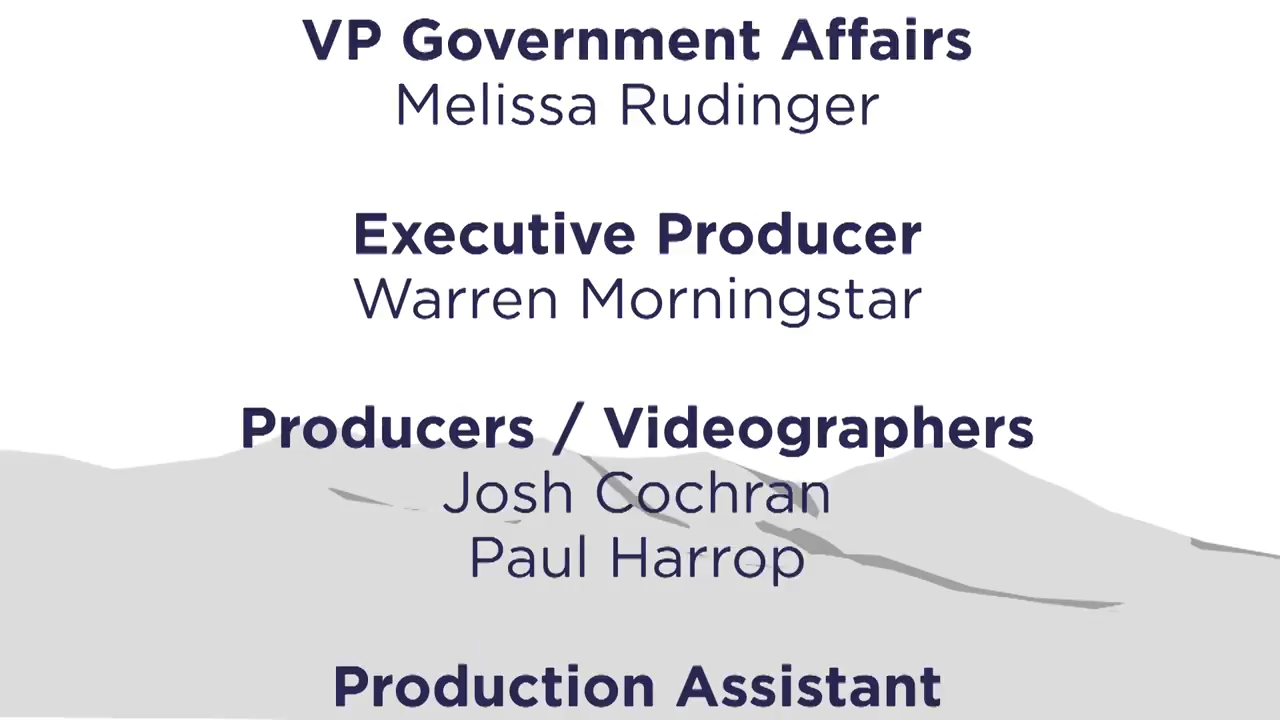 VP Government Affairs
Melissa Rudinger
Executive Producer
Warren Morningstar
Producers / Videographers
Josh Cochran
Paul Harrop
Production Assistant